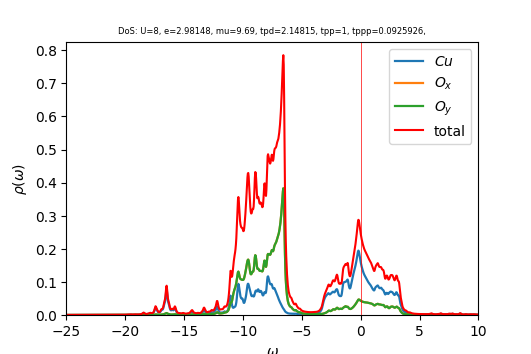 DoS: U=8, e=2.98148, mu=9.69, tpd=2.14815, tpp=1, tppp=0.0925926,
0.8
0.7
0.6
0.5
0.4
0.3
0.2
0.1
0.0
ρ(ω)
Cu
Oₓ
O_y
total
−25 −20 −15 −10 −5 0 5 10
ω